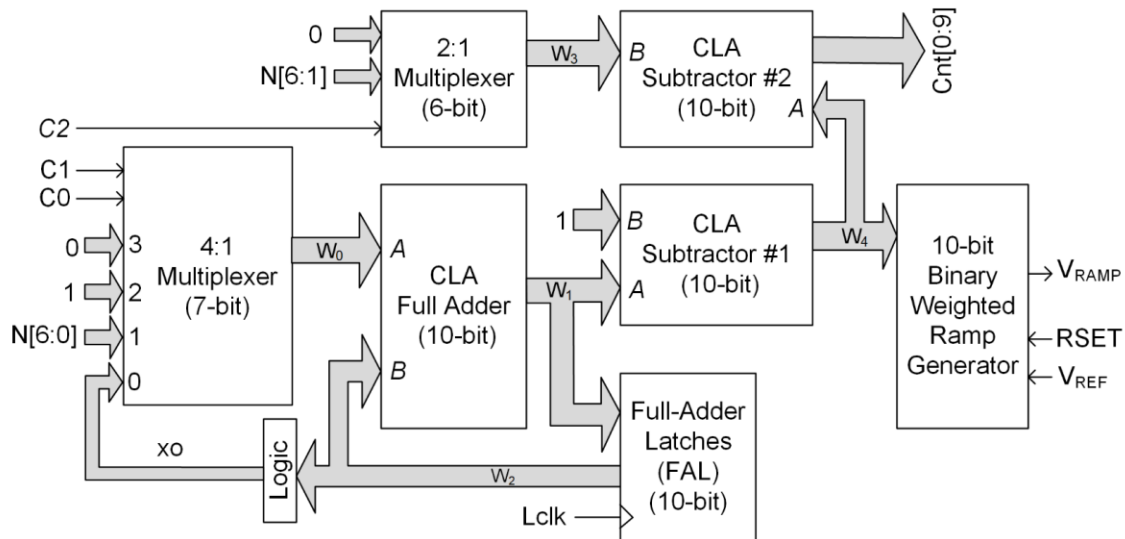 0
N[6:1]
C2
2:1
Multiplexer
(6-bit)
W3
B
CLA
Subtractor #2
(10-bit)
A
Cnt[0:9]
C1
C0
0
1
N[6:0]
3
2
1
0
4:1
Multiplexer
(7-bit)
W0
A
CLA
Full Adder
(10-bit)
B
W1
1
B
CLA
Subtractor #1
(10-bit)
A
W4
10-bit
Binary
Weighted
Ramp
Generator
VRAMP
RSET
VREF
xo
Logic
W2
Full-Adder
Latches
(FAL)
(10-bit)
Lclk